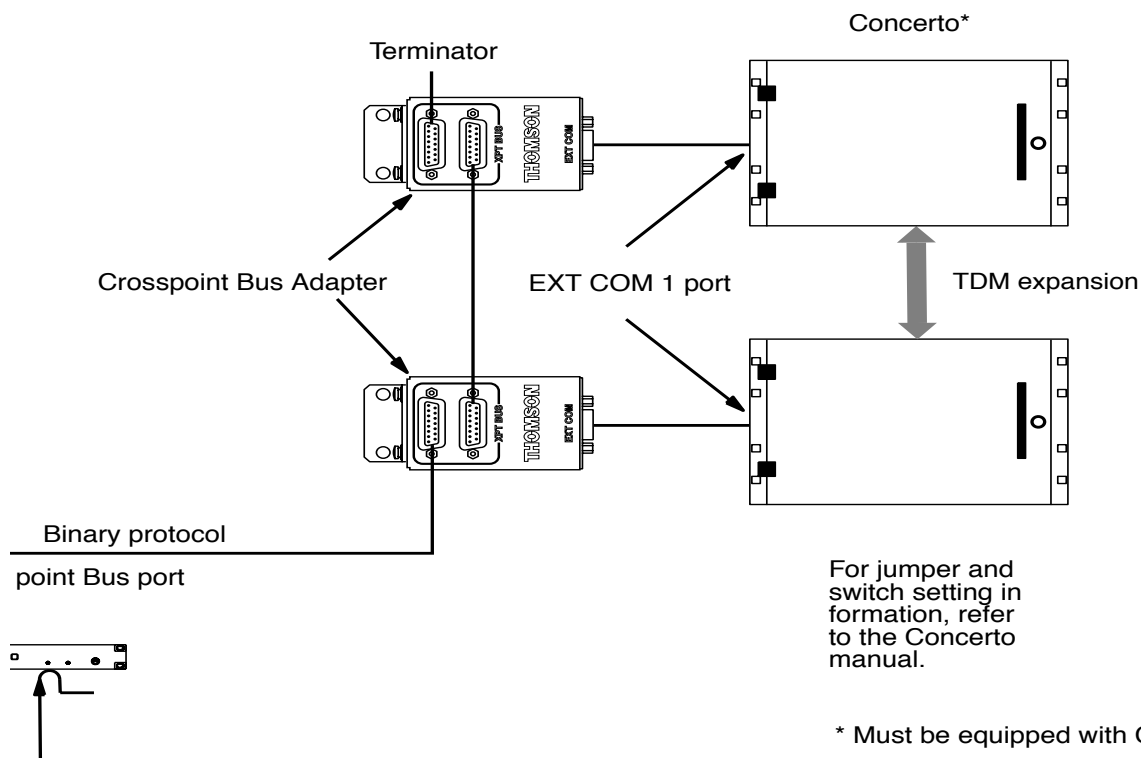 Concerto*
Terminator
XPT BUS
THOMSON
EXT COM
Crosspoint Bus Adapter
EXT COM 1 port
TDM expansion
XPT BUS
THOMSON
EXT COM
Binary protocol
point Bus port
For jumper and
switch setting in
formation, refer
to the Concerto
manual.
* Must be equipped with